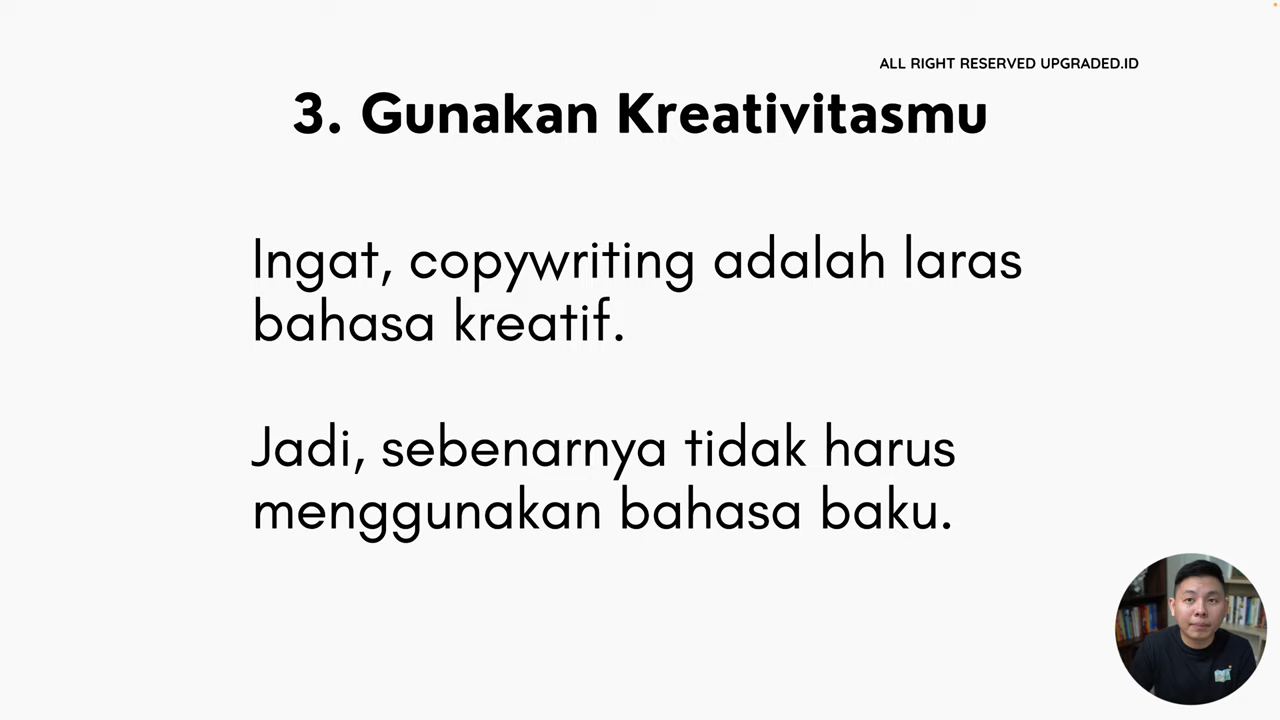 ALL RIGHT RESERVED UPGRADED.ID
3. Gunakan Kreativitasmu
Ingat, copywriting adalah laras
bahasa kreatif.
Jadi, sebenarnya tidak harus
menggunakan bahasa baku.